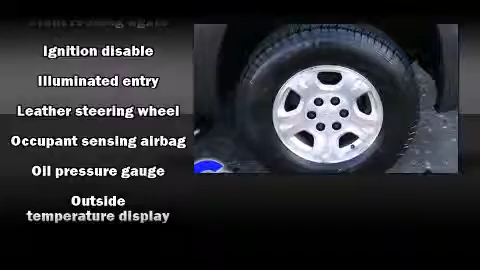 Ignition disable
Illuminated entry
Leather steering wheel
Occupant sensing airbag
Oil pressure gauge
Outside
temperature display